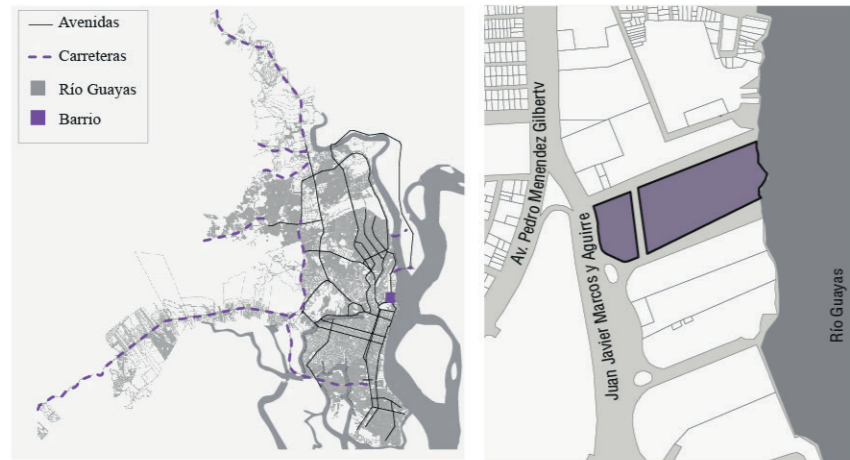 Avenidas
Carreteras
Río Guayas
Barrio
Av. Pedro Menendez Gilbertv
Juan Javier Marcos y Aguirre
Río Guayas